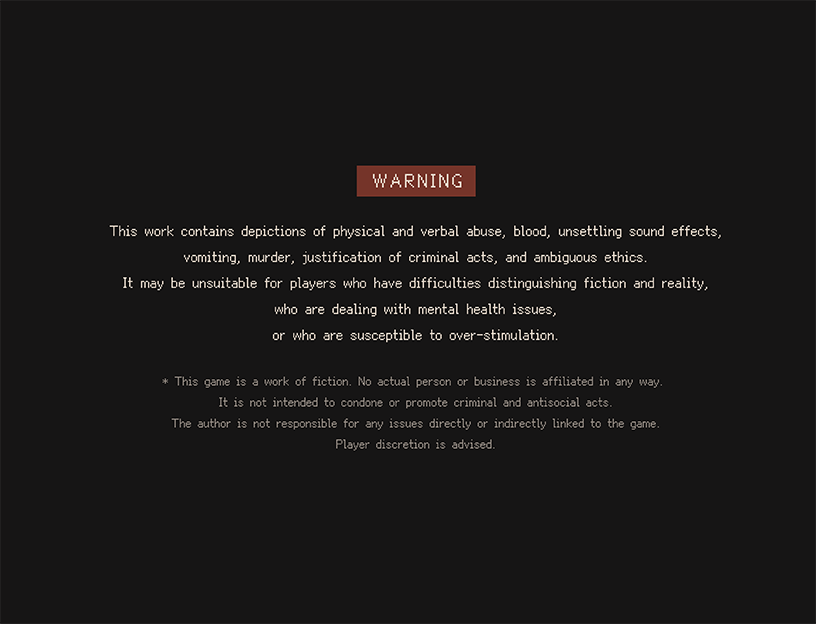 WARNING
This work contains depictions of physical and verbal abuse, blood, unsettling sound effects,
vomiting, murder, justification of criminal acts, and ambiguous ethics.
It may be unsuitable for players who have difficulties distinguishing fiction and reality,
who are dealing with mental health issues,
or who are susceptible to over-stimulation.
* This game is a work of fiction. No actual person or business is affiliated in any way.
It is not intended to condone or promote criminal and antisocial acts.
The author is not responsible for any issues directly or indirectly linked to the game.
Player discretion is advised.